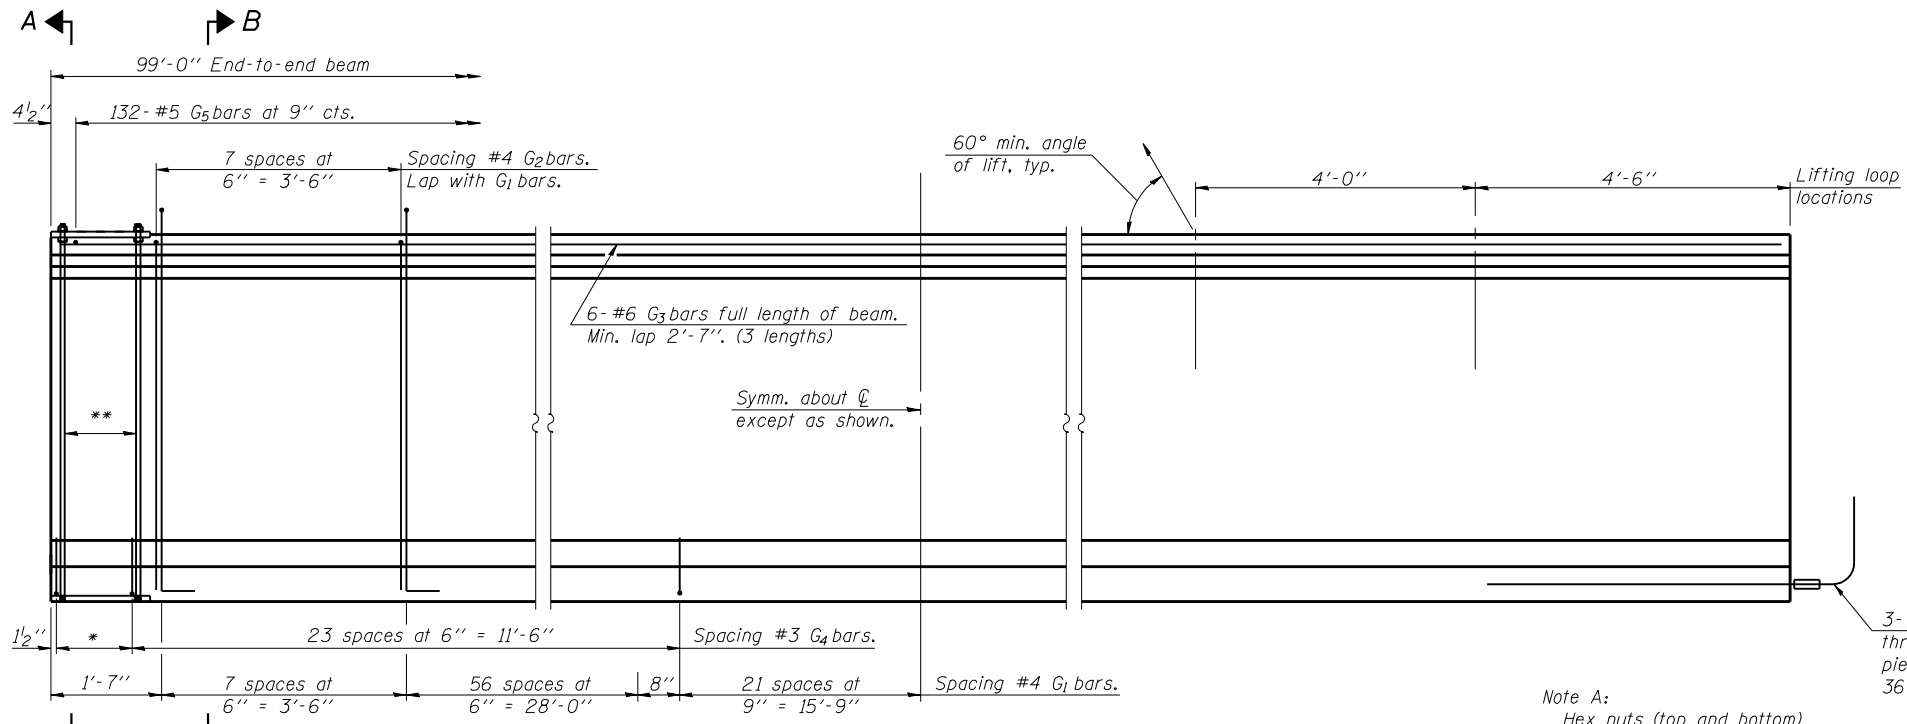 A
B
99'-0" End-to-end beam
4½"
132-#5 G5 bars at 9" cts.
7 spaces at
6" = 3'-6"
Spacing #4 G2 bars.
Lap with G1 bars.
60° min. angle
of lift, typ.
4'-0"
4'-6"
Lifting loop
locations
6-#6 G3 bars full length of beam.
Min. lap 2'-7". (3 lengths)
**
Symm. about ℄
except as shown.
1½"
*
23 spaces at 6" = 11'-6"
Spacing #3 G4 bars.
1'-7"
7 spaces at
6" = 3'-6"
56 spaces at
6" = 28'-0"
8"
21 spaces at
9" = 15'-9"
Spacing #4 G1 bars.
3-
thr
pie
36
Note A:
Hex nuts (top and bottom)